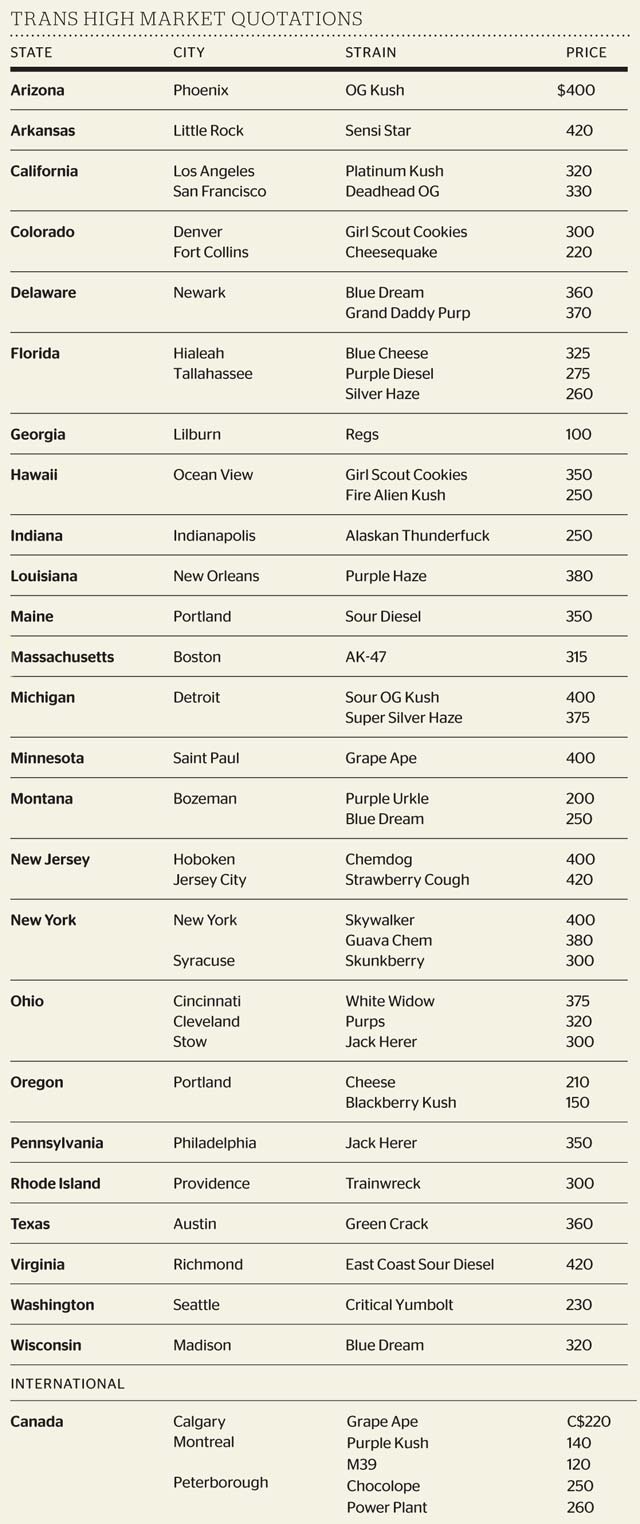 TRANS HIGH MARKET QUOTATIONS
STATE CITY STRAIN PRICE
Arizona Phoenix OG Kush $400
Arkansas Little Rock Sensi Star 420
California Los Angeles Platinum Kush 320
San Francisco Deadhead OG 330
Colorado Denver Girl Scout Cookies 300
Fort Collins Cheesequake 220
Delaware Newark Blue Dream 360
Grand Daddy Purp 370
Florida Hialeah Blue Cheese 325
Tallahassee Purple Diesel 275
Silver Haze 260
Georgia Lilburn Regs 100
Hawaii Ocean View Girl Scout Cookies 350
Fire Alien Kush 250
Indiana Indianapolis Alaskan Thunderfuck 250
Louisiana New Orleans Purple Haze 380
Maine Portland Sour Diesel 350
Massachusetts Boston AK-47 315
Michigan Detroit Sour OG Kush 400
Super Silver Haze 375
Minnesota Saint Paul Grape Ape 400
Montana Bozeman Purple Urkle 200
Blue Dream 250
New Jersey Hoboken Chemdog 400
Jersey City Strawberry Cough 420
New York New York Skywalker 400
Guava Chem 380
Syracuse Skunkberry 300
Ohio Cincinnati White Widow 375
Cleveland Purps 320
Stow Jack Herer 300
Oregon Portland Cheese 210
Blackberry Kush 150
Pennsylvania Philadelphia Jack Herer 350
Rhode Island Providence Trainwreck 300
Texas Austin Green Crack 360
Virginia Richmond East Coast Sour Diesel 420
Washington Seattle Critical Yumbolt 230
Wisconsin Madison Blue Dream 320
INTERNATIONAL
Canada Calgary Grape Ape C$220
Montreal Purple Kush 140
M39 120
Peterborough Chocolope 250
Power Plant 260